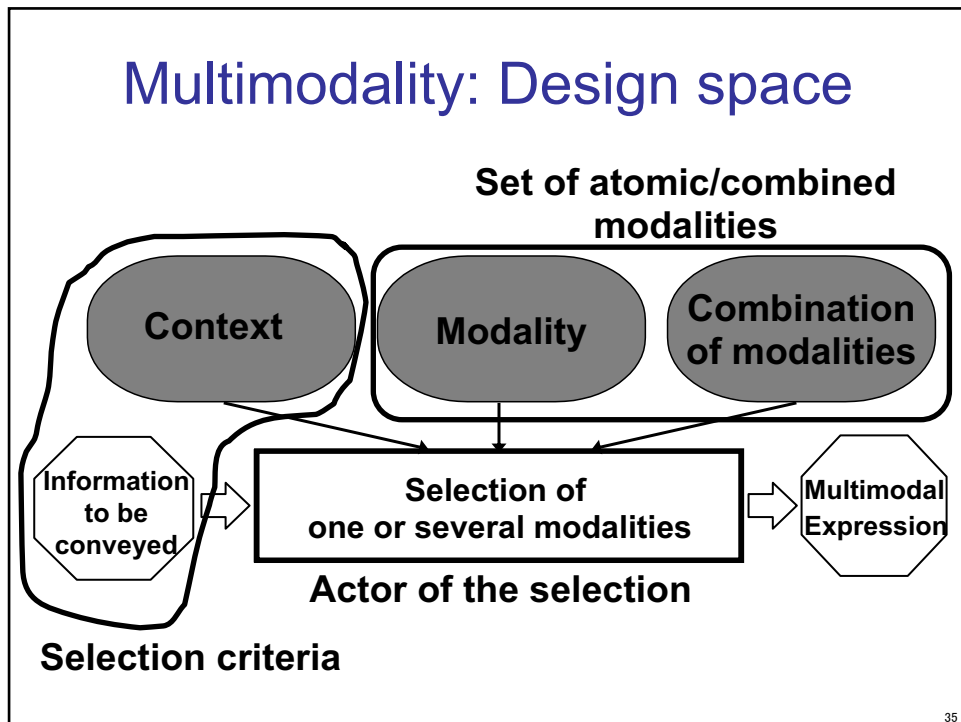 Multimodality: Design space
Set of atomic/combined
modalities
Context
Modality
Combination
of modalities
Information
to be
conveyed
Selection of
one or several modalities
Multimodal
Expression
Actor of the selection
Selection criteria
35